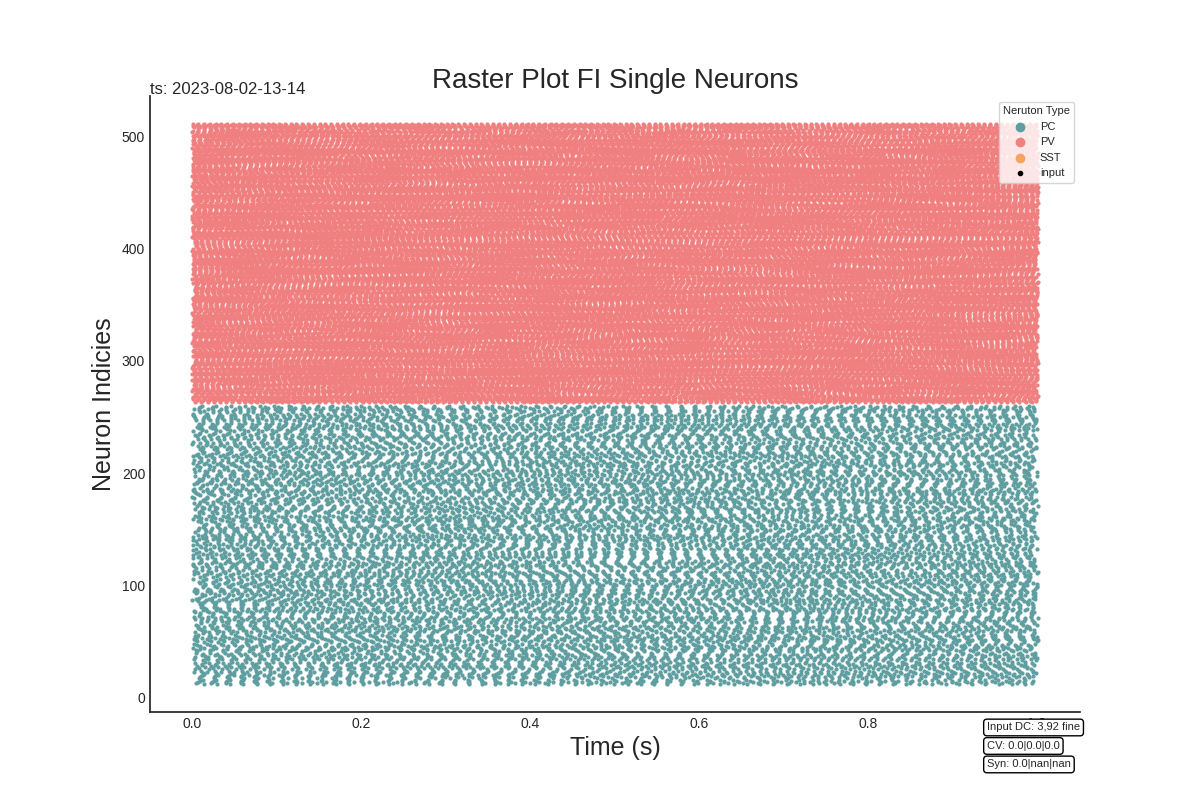 Raster Plot FI Single Neurons
ts: 2023-08-02-13-14
Neruton Type
PC
PV
SST
input
500
400
300
200
100
0
Neuron Indicies
0.0 0.2 0.4 0.6 0.8
Time (s)
Input DC: 3,92 fine
CV: 0.0|0.0|0.0
Syn: 0.0|nan|nan